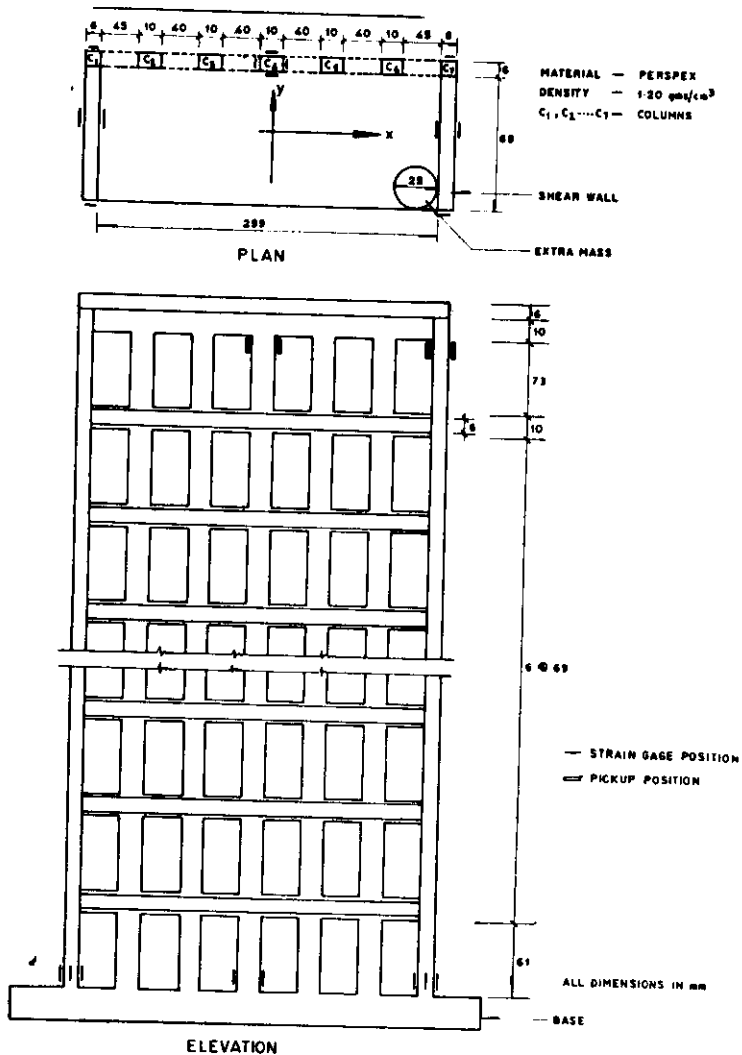 6 45 10 40 10 40 10 40 10 40 10 45 6
C1 C2 C3 C4 C5 C6 C7
6
y
x
68
28
299
PLAN
MATERIAL — PERSPEX
DENSITY — 1.20 gms/cm3
C1, C2 ---- C7 — COLUMNS
SHEAR WALL
EXTRA MASS
6
10
73
6
10
6 @ 69
— STRAIN GAGE POSITION
PICKUP POSITION
61
ALL DIMENSIONS IN mm
BASE
ELEVATION